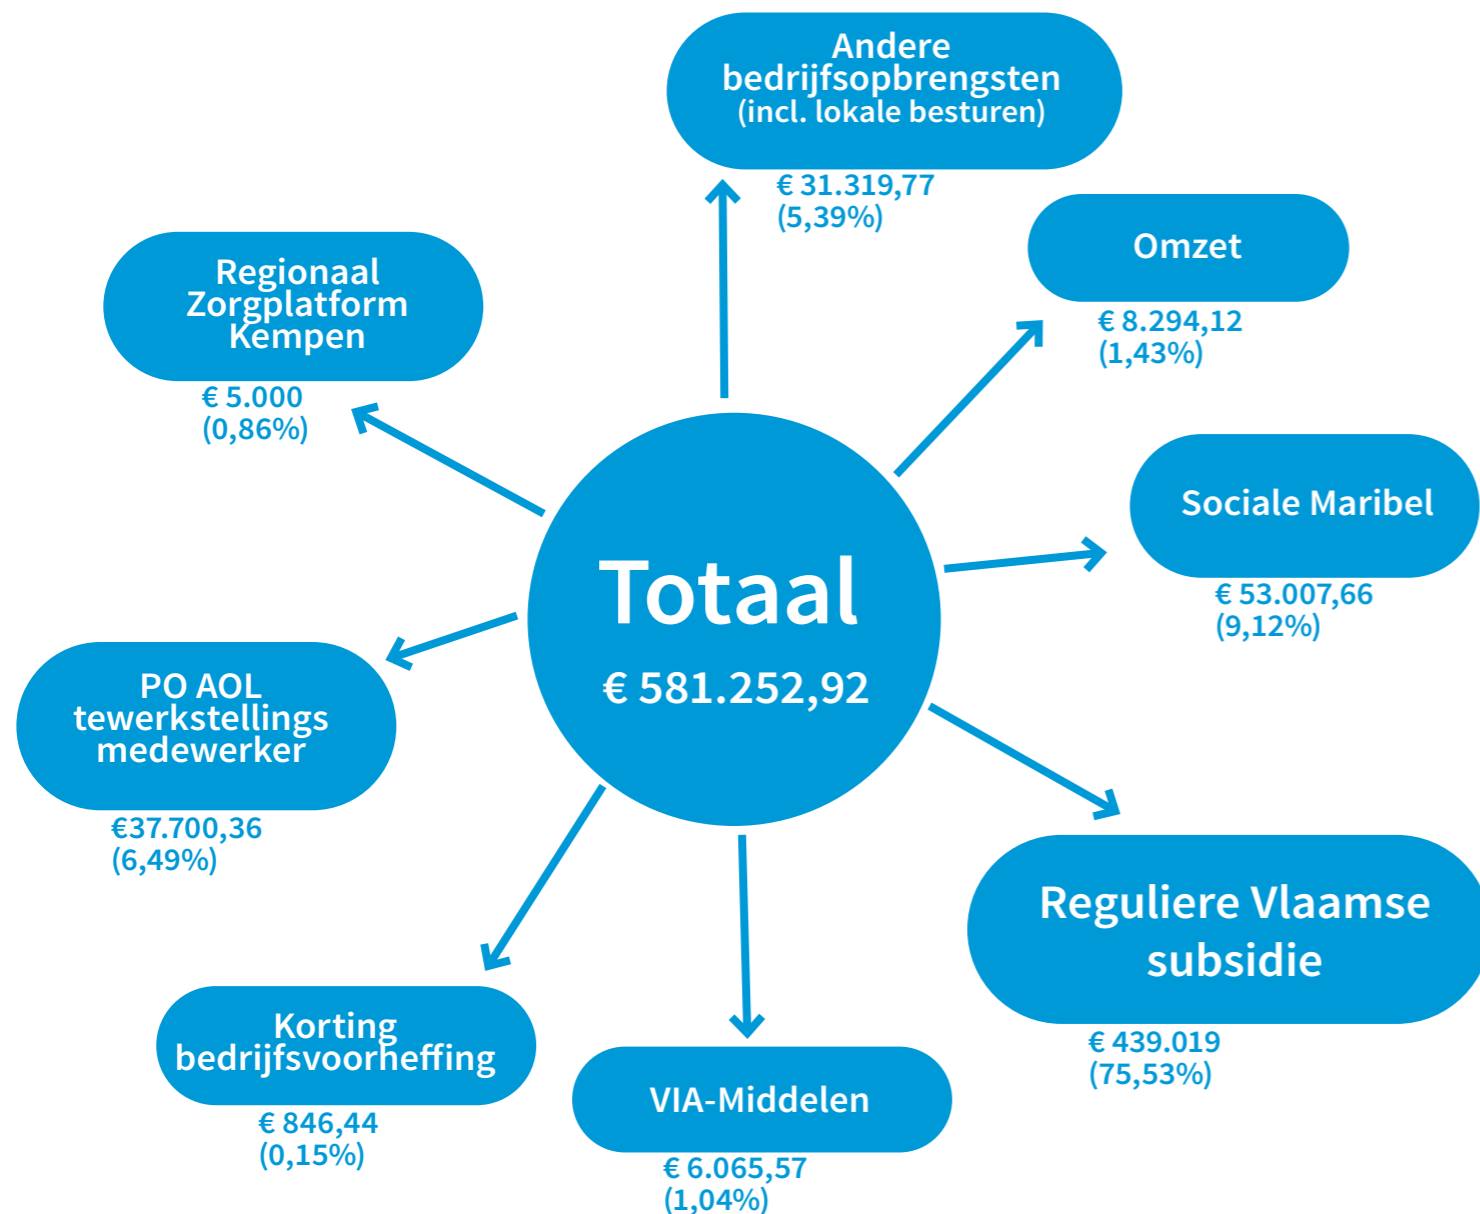 Andere
bedrijfsopbrengsten
(incl. lokale besturen)
€ 31.319,77
(5,39%)
Omzet
€ 8.294,12
(1,43%)
Regionaal
Zorgplatform
Kempen
€ 5.000
(0,86%)
Sociale Maribel
€ 53.007,66
(9,12%)
Totaal
€ 581.252,92
PO AOL
tewerkstellings
medewerker
€37.700,36
(6,49%)
Reguliere Vlaamse
subsidie
€ 439.019
(75,53%)
Korting
bedrijfsvoorheffing
€ 846,44
(0,15%)
VIA-Middelen
€ 6.065,57
(1,04%)